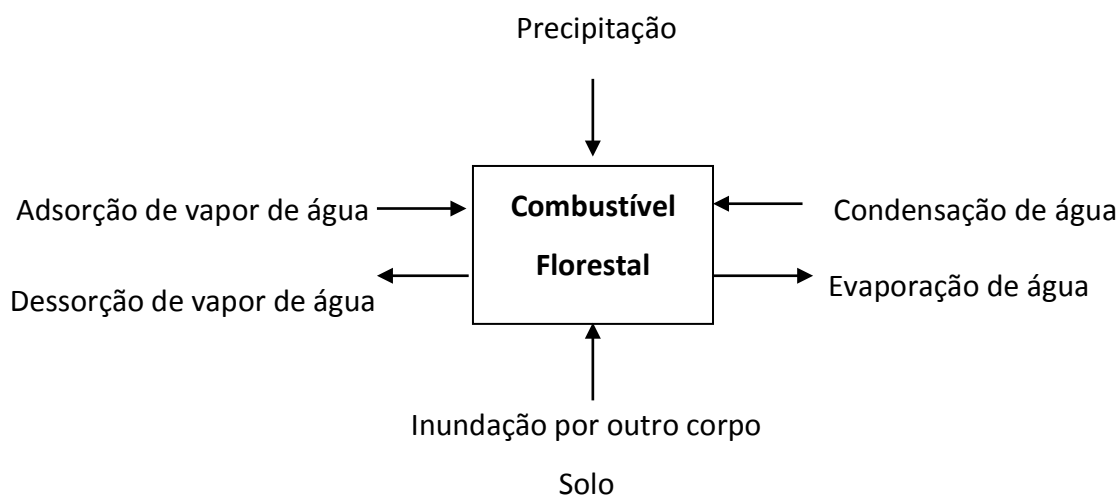 Precipitação
Adsorção de vapor de água
Combustível
Florestal
Condensação de água
Dessorção de vapor de água
Evaporação de água
Inundação por outro corpo
Solo